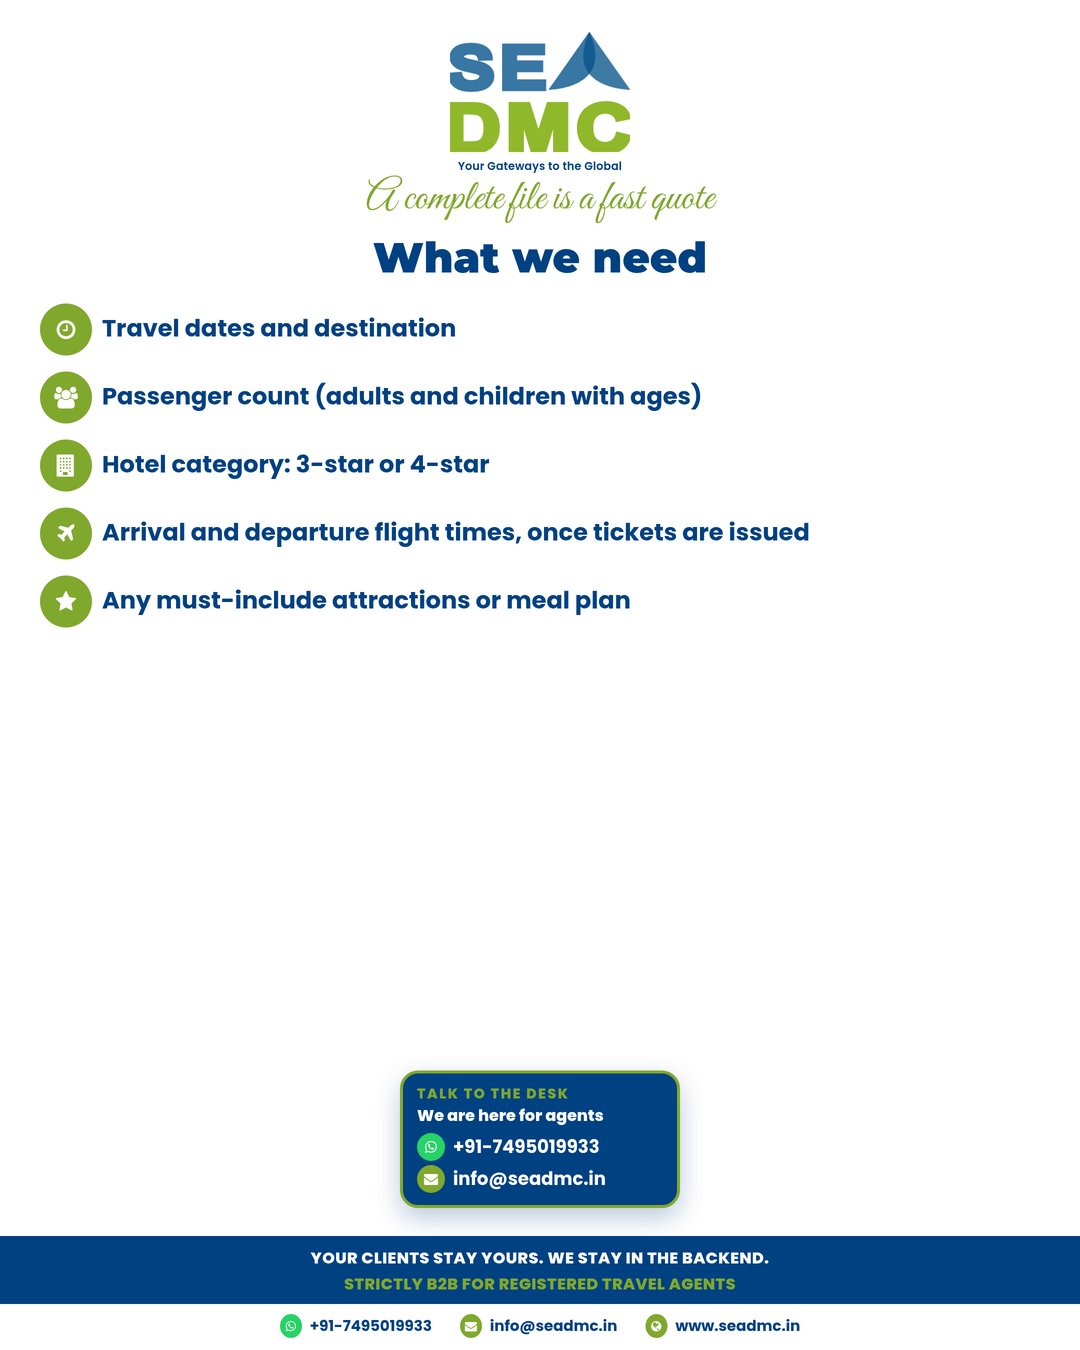 SEA
DMC
Your Gateways to the Global
A complete file is a fast quote
What we need
Travel dates and destination
Passenger count (adults and children with ages)
Hotel category: 3-star or 4-star
Arrival and departure flight times, once tickets are issued
Any must-include attractions or meal plan
TALK TO THE DESK
We are here for agents
+91-7495019933
info@seadmc.in
YOUR CLIENTS STAY YOURS. WE STAY IN THE BACKEND.
STRICTLY B2B FOR REGISTERED TRAVEL AGENTS
+91-7495019933 info@seadmc.in www.seadmc.in